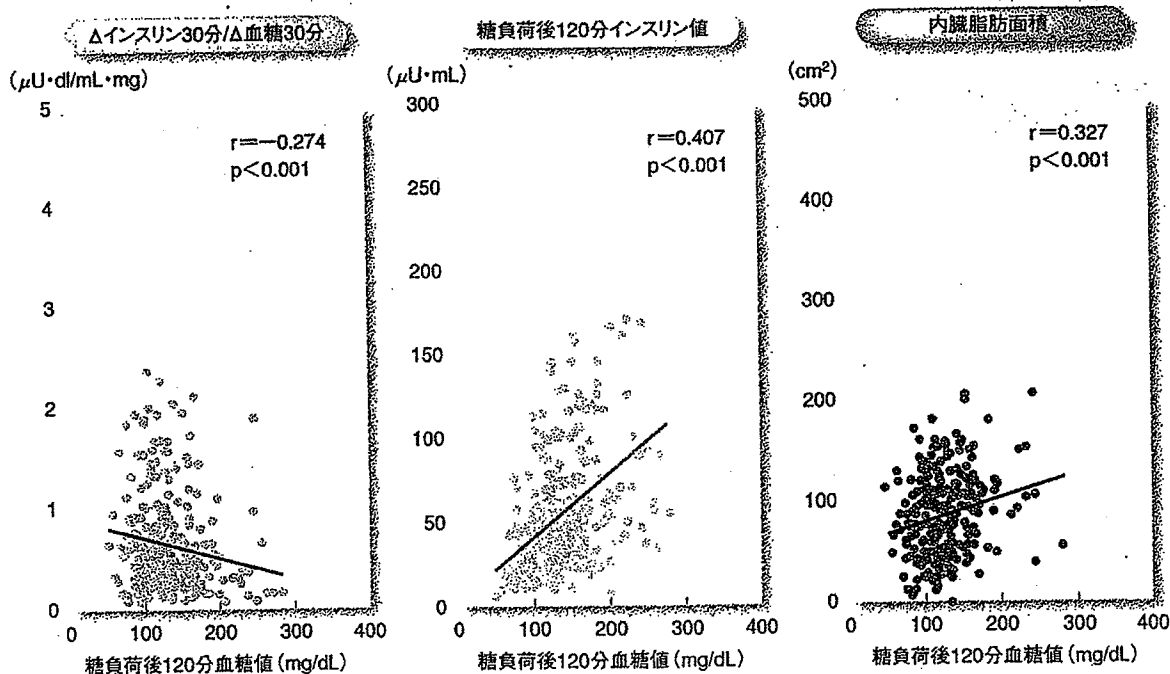 Δインスリン30分/Δ血糖30分
(μU・dl/mL・mg)
5
4
3
2
1
0
r=-0.274
p<0.001
100 200 300 400
糖負荷後120分血糖値(mg/dL)
糖負荷後120分インスリン値
(μU・mL)
300
250
200
150
100
50
0
r=0.407
p<0.001
0 100 200 300 400
糖負荷後120分血糖値(mg/dL)
内臓脂肪面積
(cm²)
500
400
300
200
100
0
r=0.327
p<0.001
0 100 200 300 400
糖負荷後120分血糖値(mg/dL)